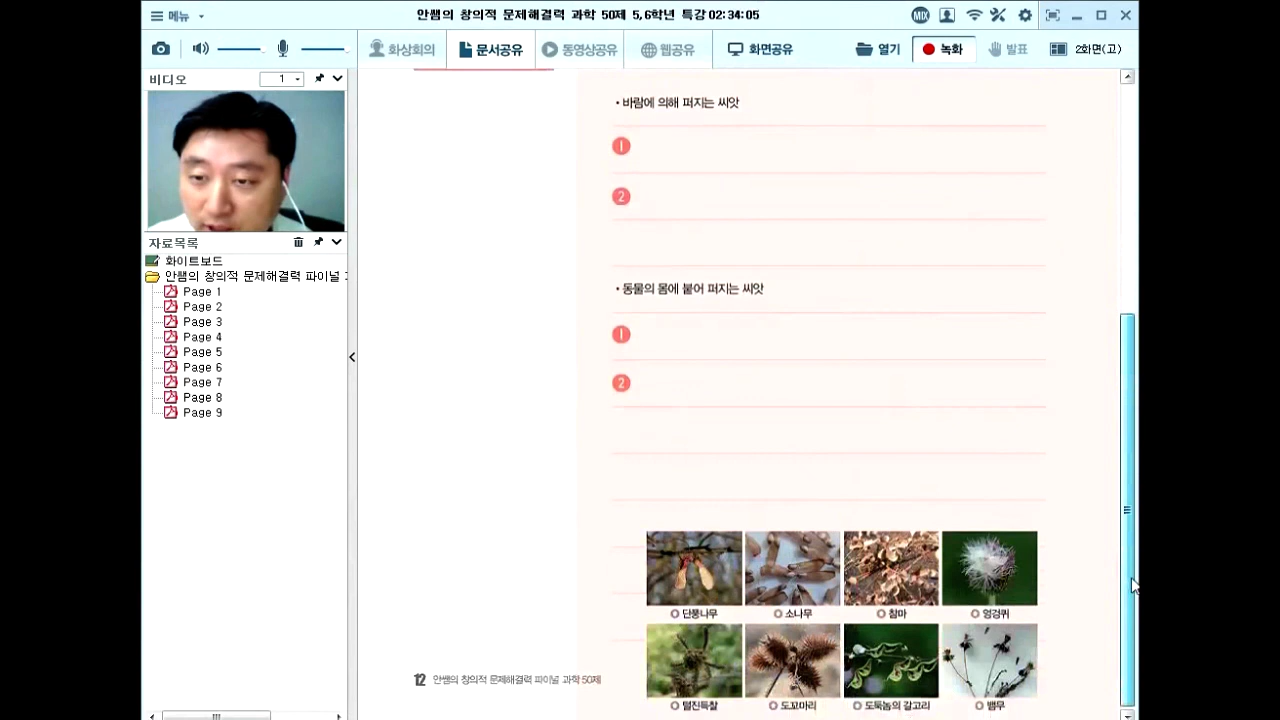 메뉴
안쌤의 창의적 문제해결력 과학 50제 5,6학년 특강 02:34:05
MIX
화상회의
문서공유
동영상공유
웹공유
화면공유
열기
녹화
발표
2화면(고)
비디오
1
자료목록
화이트보드
안쌤의 창의적 문제해결력 파이널
Page 1
Page 2
Page 3
Page 4
Page 5
Page 6
Page 7
Page 8
Page 9
• 바람에 의해 퍼지는 씨앗
1
2
• 동물의 몸에 붙어 퍼지는 씨앗
1
2
단풍나무 소나무 참마 엉겅퀴
털진득찰 도꼬마리 도둑놈의 갈고리 뱀무
12 안쌤의 창의적 문제해결력 파이널 과학 50제